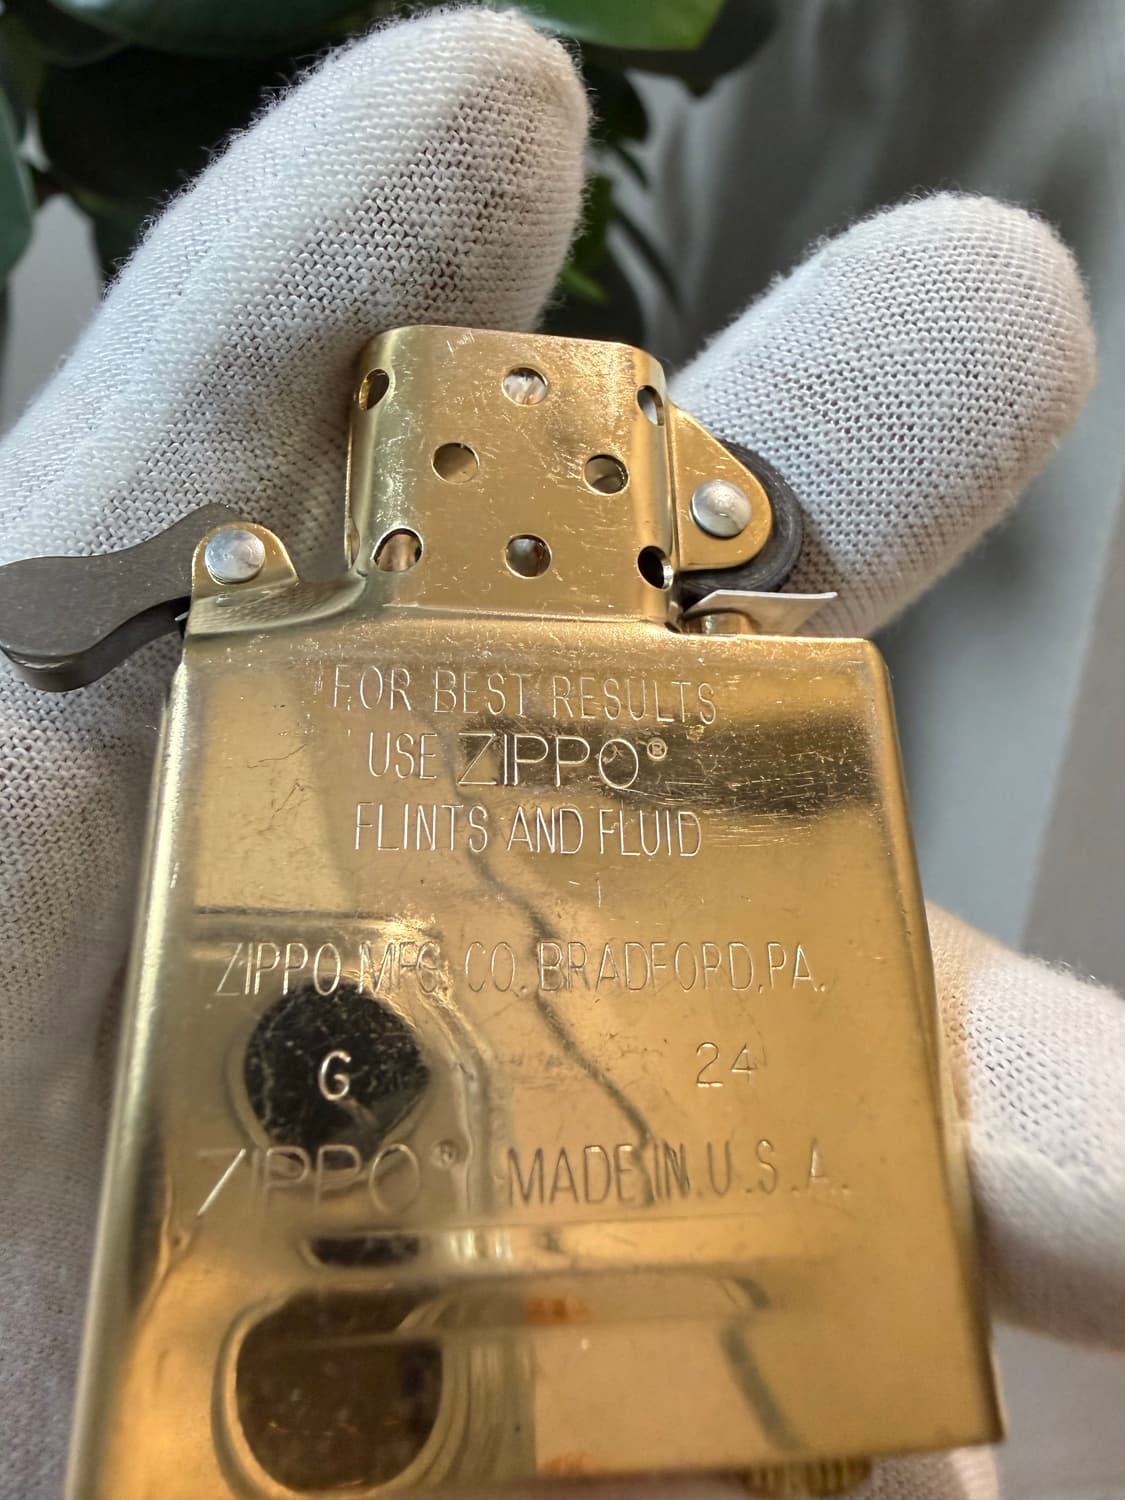 FOR BEST RESULTS
USE ZIPPO®
FLINTS AND FLUID
ZIPPO MFG. CO. BRADFORD, PA.
G 24
ZIPPO® MADE IN U.S.A.